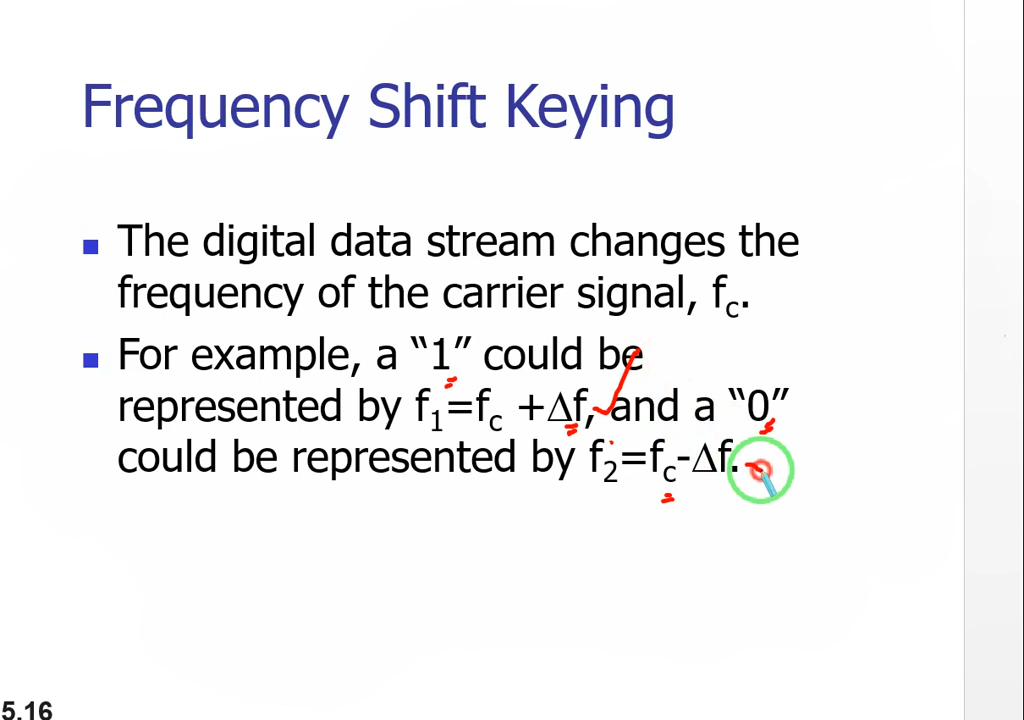 Frequency Shift Keying
■ The digital data stream changes the
frequency of the carrier signal, fc.
■ For example, a “1” could be
represented by f1=fc +Δf, and a “0”
could be represented by f2=fc-Δf.
5.16